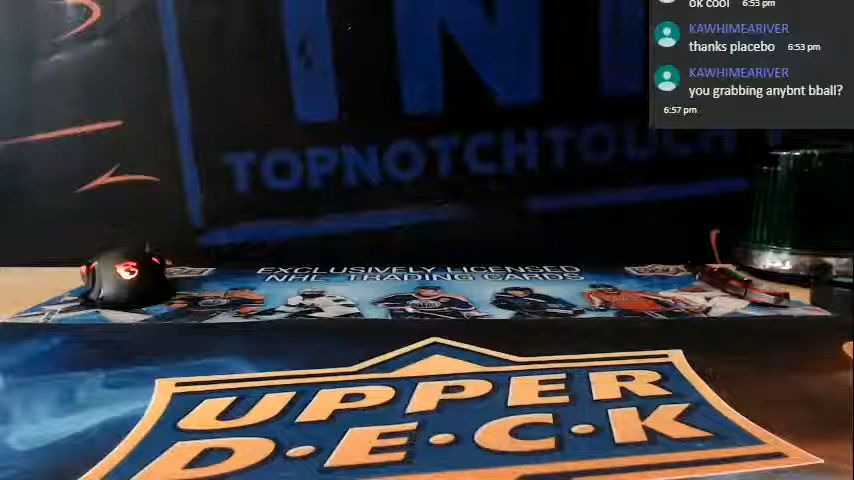 ok cool 6:53 pm
KAWHIMEARIVER
thanks placebo 6:53 pm
KAWHIMEARIVER
you grabbing anybnt bball?
6:57 pm
TNT
TOPNOTCHTOUCH
EXCLUSIVELY LICENSED
NHL TRADING CARDS
UPPER
D·E·C·K